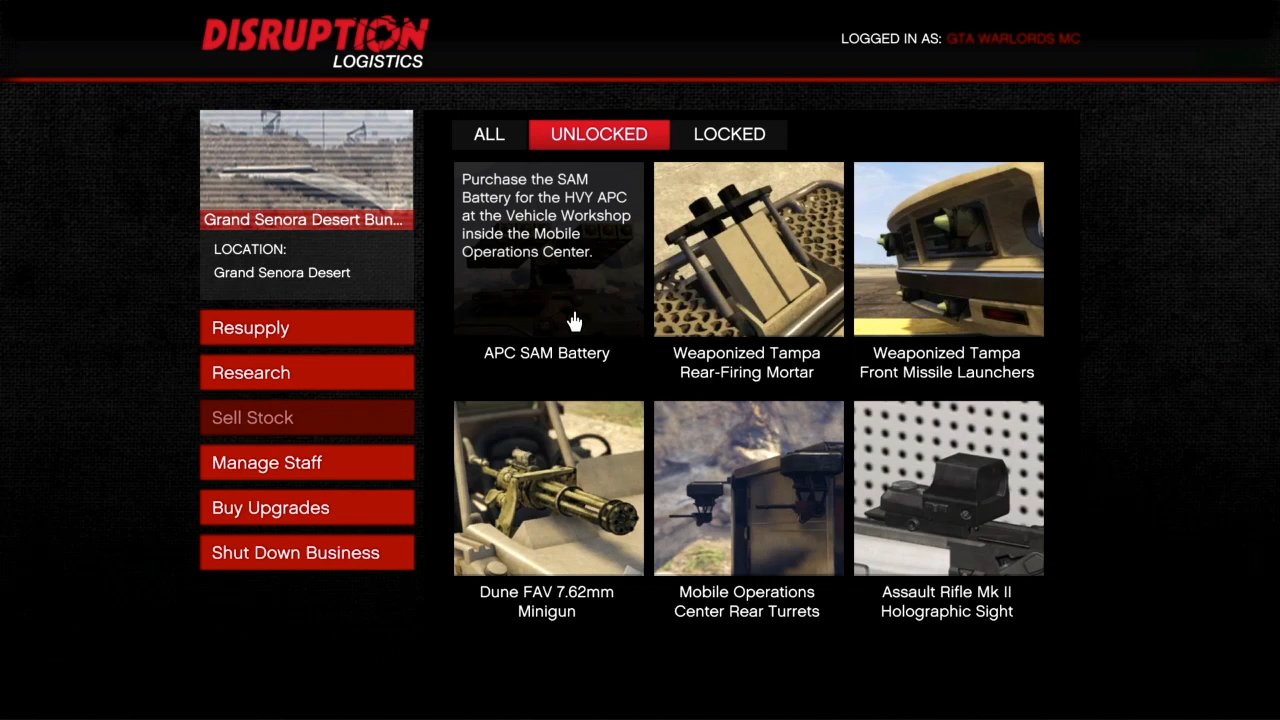 DISRUPTION
LOGISTICS
LOGGED IN AS: GTA WARLORDS MC
Grand Senora Desert Bun...
LOCATION:
Grand Senora Desert
Resupply
Research
Sell Stock
Manage Staff
Buy Upgrades
Shut Down Business
ALL
UNLOCKED
LOCKED
Purchase the SAM
Battery for the HVY APC
at the Vehicle Workshop
inside the Mobile
Operations Center.
APC SAM Battery
Weaponized Tampa
Rear-Firing Mortar
Weaponized Tampa
Front Missile Launchers
Dune FAV 7.62mm
Minigun
Mobile Operations
Center Rear Turrets
Assault Rifle Mk II
Holographic Sight